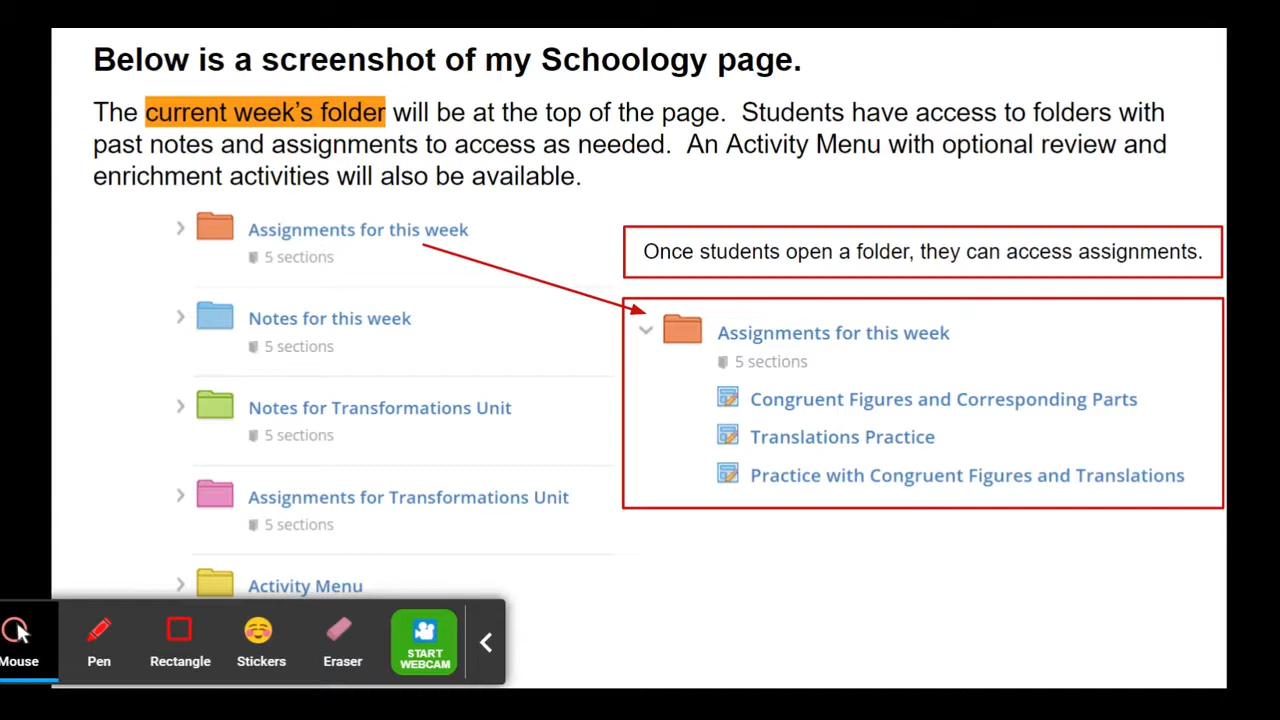 Below is a screenshot of my Schoology page.
The current week's folder will be at the top of the page. Students have access to folders with
past notes and assignments to access as needed. An Activity Menu with optional review and
enrichment activities will also be available.
Assignments for this week
5 sections
Notes for this week
5 sections
Notes for Transformations Unit
5 sections
Assignments for Transformations Unit
5 sections
Activity Menu
Once students open a folder, they can access assignments.
Assignments for this week
5 sections
Congruent Figures and Corresponding Parts
Translations Practice
Practice with Congruent Figures and Translations
Mouse
Pen
Rectangle
Stickers
Eraser
START
WEBCAM